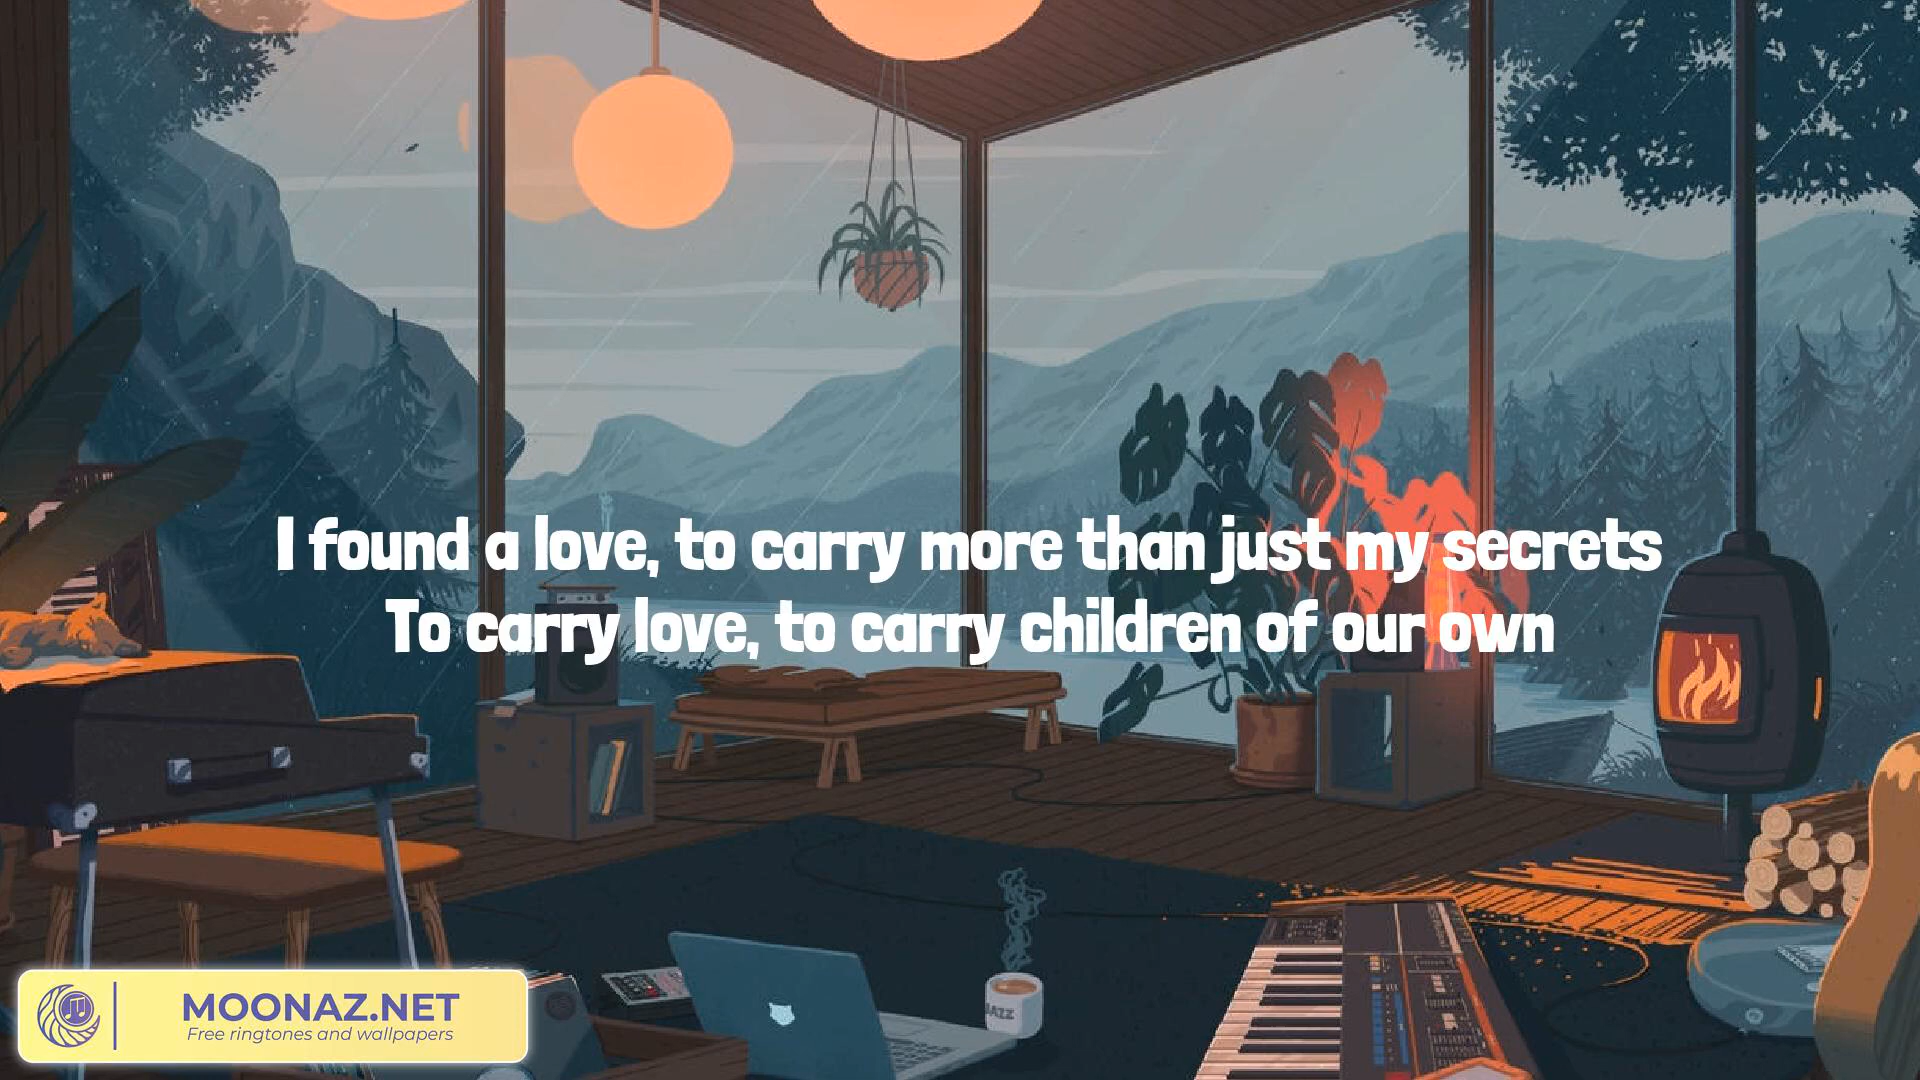 I found a love, to carry more than just my secrets
To carry love, to carry children of our own
JAZZ
MOONAZ.NET
Free ringtones and wallpapers